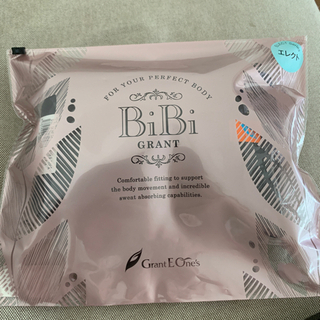 エレクト
FOR YOUR PERFECT BODY
BiBi
GRANT
Comfortable fitting to support
the body movement and incredible
sweat absorbing capabilities.
Grant E One's